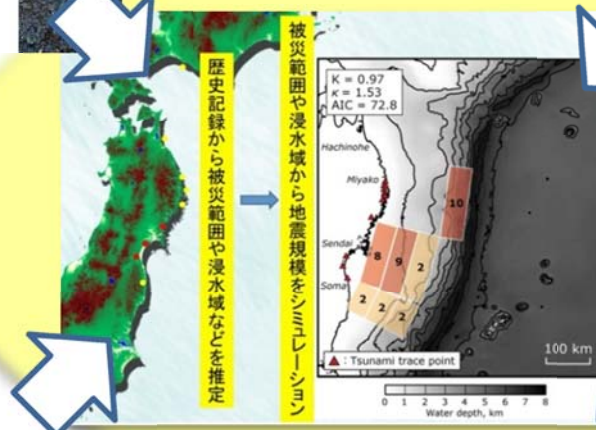 歴史記録から被災範囲や浸水域などを推定
被災範囲や浸水域から地震規模をシミュレーション
K = 0.97
κ = 1.53
AIC = 72.8
Hachinohe
Miyako
Sendai
Soma
10
8 9 2
2 2 2
▲ : Tsunami trace point
100 km
0 1 2 3 4 5 6 7 8
Water depth, km